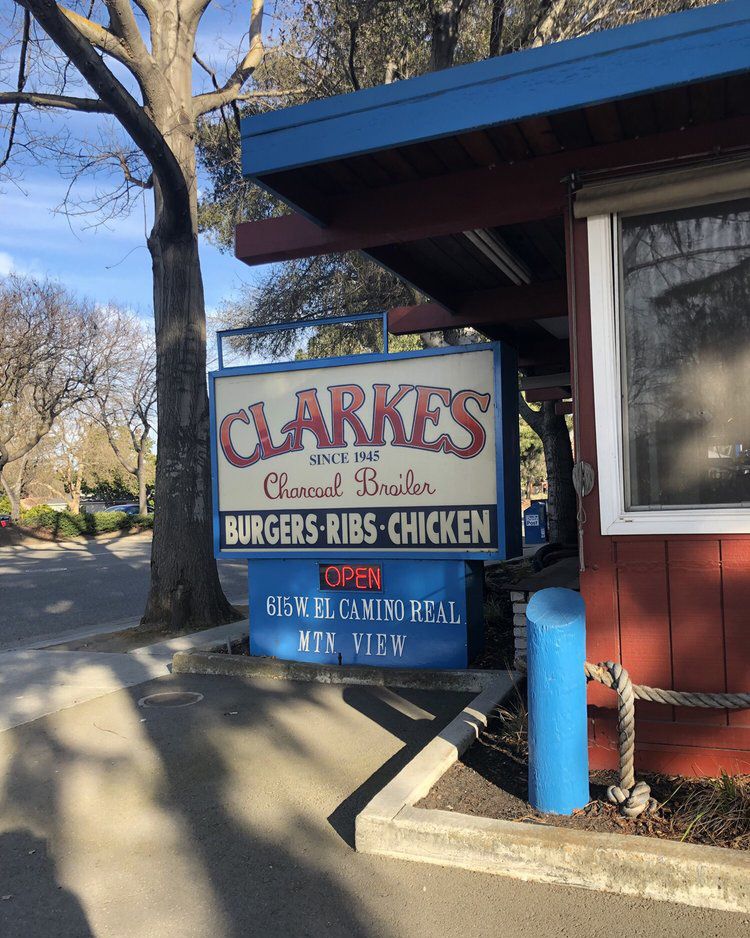 CLARKES
SINCE 1945
Charcoal Broiler
BURGERS·RIBS·CHICKEN
OPEN
615 W. EL CAMINO REAL
MTN VIEW